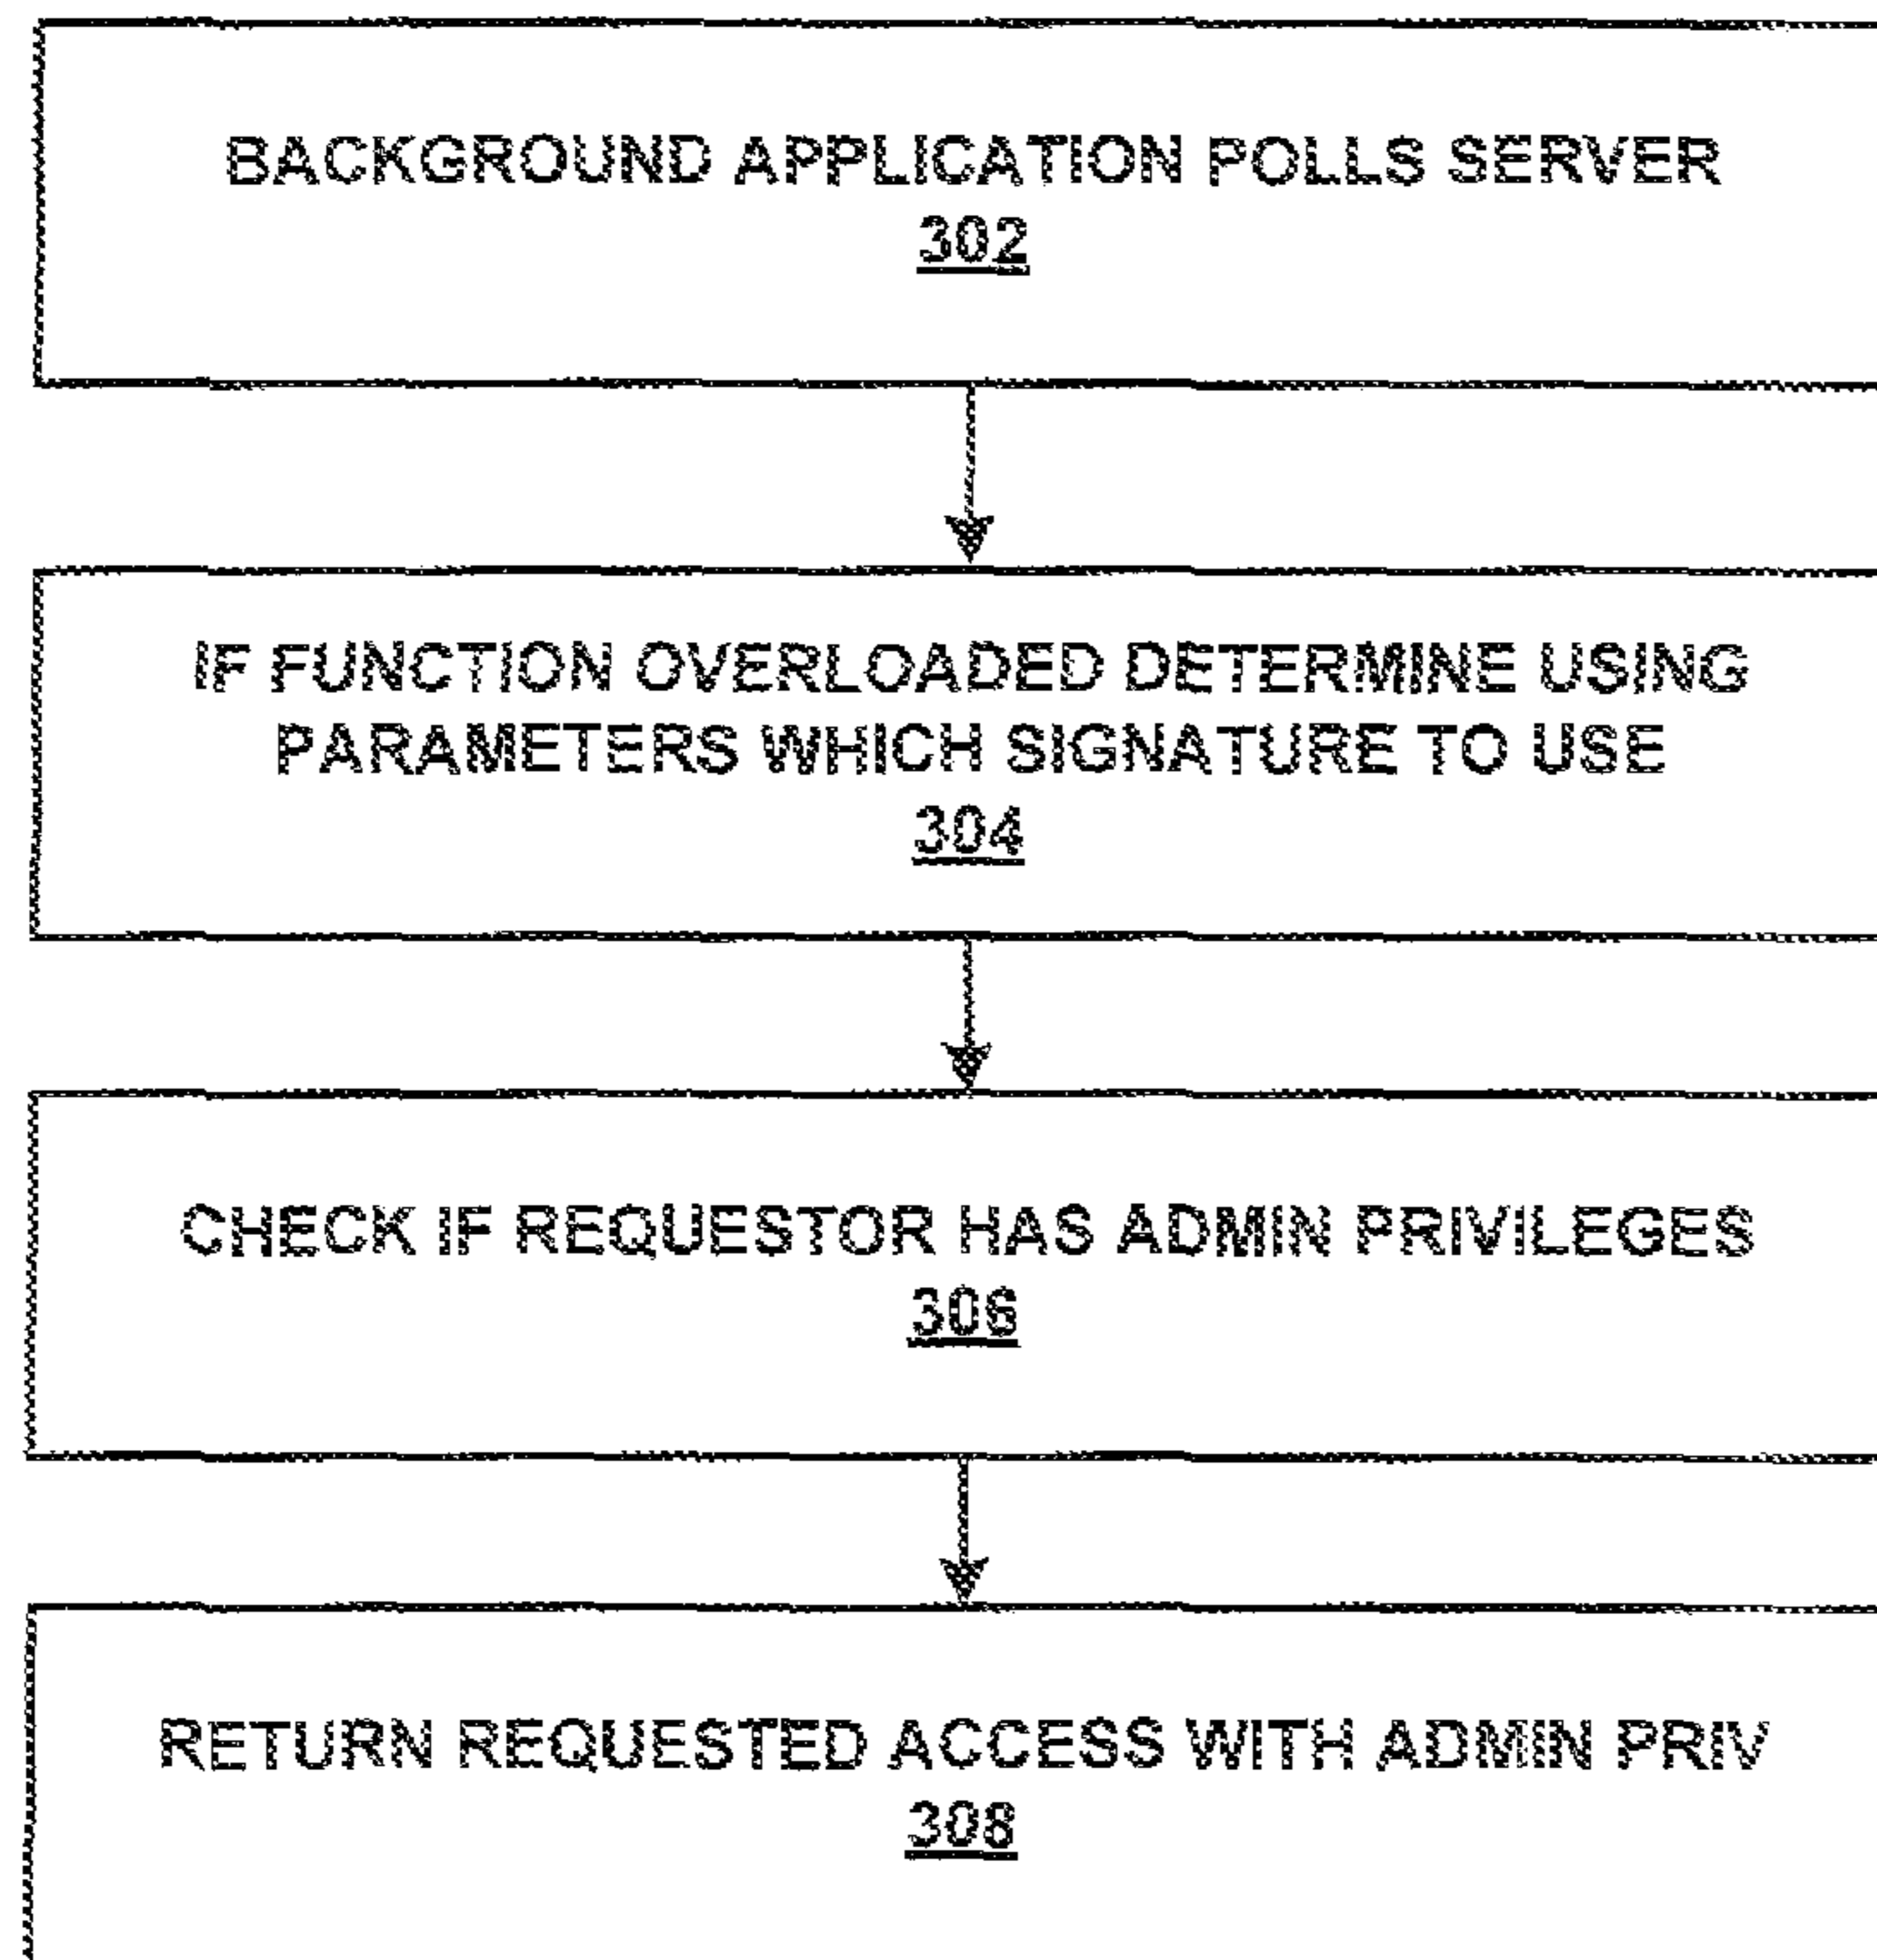 BACKGROUND APPLICATION POLLS SERVER
302
IF FUNCTION OVERLOADED DETERMINE USING
PARAMETERS WHICH SIGNATURE TO USE
304
CHECK IF REQUESTOR HAS ADMIN PRIVILEGES
306
RETURN REQUESTED ACCESS WITH ADMIN PRIV
308